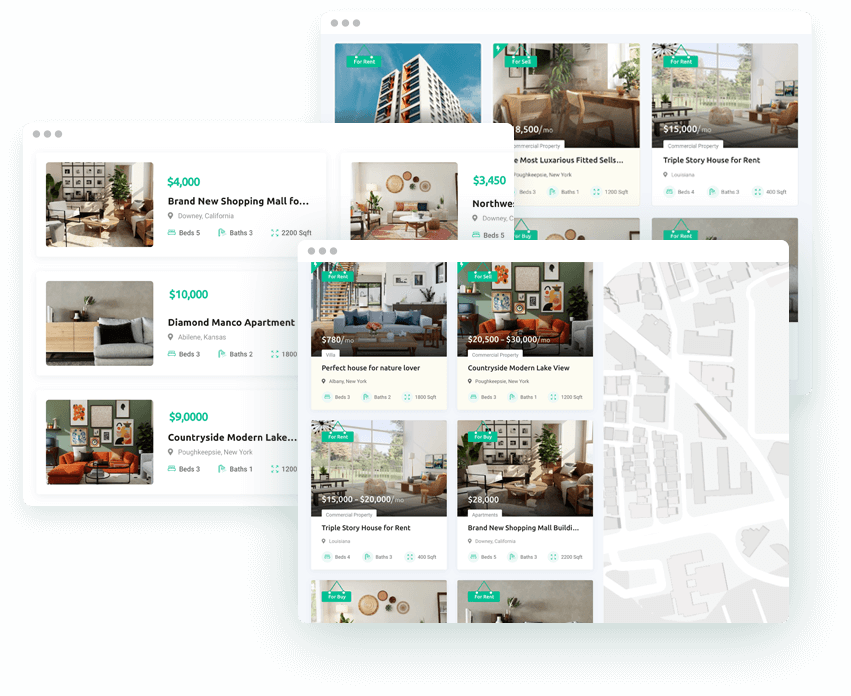 For Rent
For Sell
For Rent
8,500/mo
$15,000/mo
ommercial Property
Commercial Property
e Most Luxarious Fitted Sells...
Triple Story House for Rent
Poughkeepsie, New York
Louisiana
Beds 3
Baths 1
1200 Sqft
Beds 4
Baths 3
400 Sqft
or Buy
For Rent
$4,000
Brand New Shopping Mall fo...
Downey, California
Beds 5
Baths 3
2200 Sqft
$3,450
Northwes
Downey, C
Beds 5
$10,000
Diamond Manco Apartment
Abilene, Kansas
Beds 3
Baths 2
1800
$9,0000
Countryside Modern Lake...
Poughkeepsie, New York
Beds 3
Baths 1
1200
For Rent
For Sell
$780/mo
$20,500 - $30,000/mo
Villa
Commercial Property
Perfect house for nature lover
Countryside Modern Lake View
Albany, New York
Poughkeepsie, New York
Beds 3
Baths 2
1800 Sqft
Beds 3
Baths 1
1200 Sqft
For Rent
For Buy
$15,000 - $20,000/mo
$28,000
Commercial Property
Apartments
Triple Story House for Rent
Brand New Shopping Mall Buildi...
Louisiana
Downey, California
Beds 4
Baths 3
400 Sqft
Beds 5
Baths 3
2200 Sqft
For Buy
For Rent